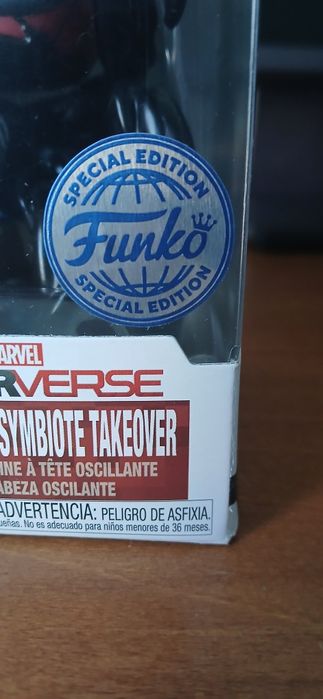 SPECIAL EDITION
Funko
SPECIAL EDITION
MARVEL
RVERSE
SYMBIOTE TAKEOVER
INE À TÊTE OSCILLANTE
ABEZA OSCILANTE
ADVERTENCIA: PELIGRO DE ASFIXIA.
ueñas. No es adecuado para niños menores de 36 meses.